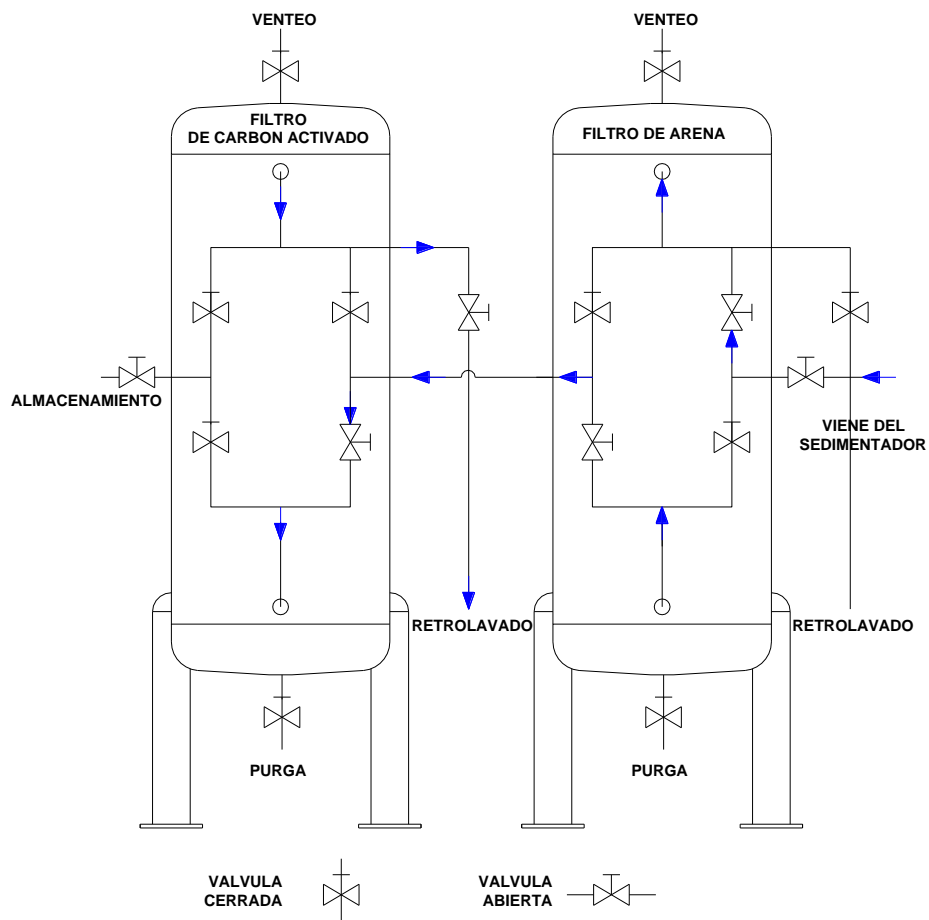 VENTEO
VENTEO
FILTRO
DE CARBON ACTIVADO
FILTRO DE ARENA
ALMACENAMIENTO
VIENE DEL
SEDIMENTADOR
RETROLAVADO
RETROLAVADO
PURGA
PURGA
VALVULA
CERRADA
VALVULA
ABIERTA